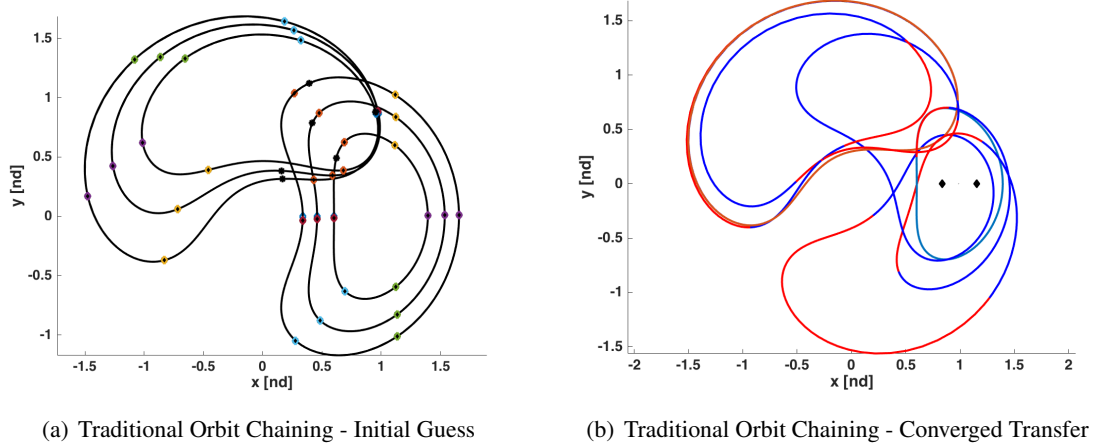 1.5
1
0.5
0
-0.5
-1
y [nd]
-1.5 -1 -0.5 0 0.5 1 1.5
x [nd]
(a) Traditional Orbit Chaining - Initial Guess
1.5
1
0.5
0
-0.5
-1
-1.5
y [nd]
-2 -1.5 -1 -0.5 0 0.5 1 1.5 2
x [nd]
(b) Traditional Orbit Chaining - Converged Transfer